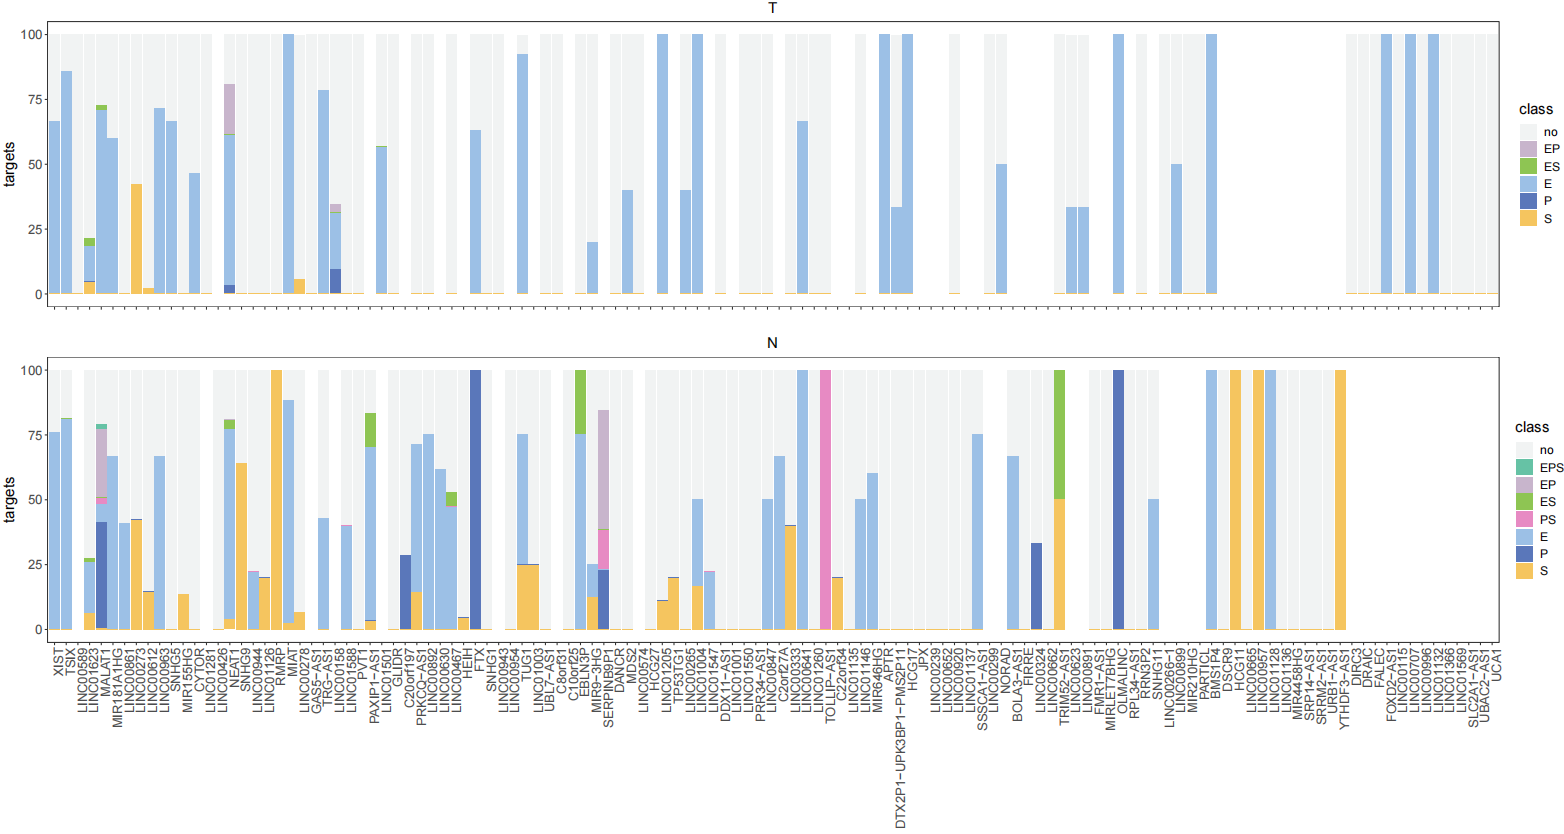 T
100
75
50
25
0
targets
class
no
EP
ES
E
P
S
N
100
75
50
25
0
targets
class
no
EPS
EP
ES
PS
E
P
S
XIST
TSIX
LINC00589
LINC01623
MALAT1
MIR181A1HG
LINC00861
LINC00273
LINC00612
LINC00963
SNHG5
MIR155HG
CYTOR
LINC01281
LINC00426
NEAT1
SNHG9
LINC00944
LINC01126
RMRP
MIAT
LINC00278
GAS5-AS1
TRG-AS1
LINC00158
LINC01588
PVT1
PAXIP1-AS1
LINC01501
GLIDR
C20orf197
PRKCQ-AS1
LINC00892
LINC00630
LINC00467
HEIH
FTX
SNHG1
LINC00943
LINC00954
TUG1
LINC01003
UBL7-AS1
C8orf31
C10orf25
EBLN3P
MIR9-3HG
SERPINB9P1
DANCR
MIDS2
LINC00574
HCG27
LINC01205
TP53TG1
LINC00265
LINC01004
LINC01547
DDX11-AS1
LINC01001
LINC01550
PRR34-AS1
LINC00847
C2orf27A
LINC00333
LINC00641
LINC01260
TOLLIP-AS1
C22orf34
LINC01135
LINC01146
MIR646HG
APTR
DTX2P1-UPK3BP1-PMS2P11
HCG17
JPX
LINC00239
LINC00652
LINC00920
LINC01137
SSSCA1-AS1
LINC00299
NORAD
BOLA3-AS1
FIRRE
LINC00324
LINC00662
TRIM52-AS1
LINC00623
LINC00891
FMR1-AS1
MIRLET7BHG
OLMALINC
RPL34-AS1
RRN3P2
SNHG11
LINC00266-1
LINC00899
MIR210HG
PARTICL
BMS1P4
DSCR9
HCG11
LINC00665
LINC00957
LINC01128
LINC01136
MIR4458HG
SRP14-AS1
SRRM2-AS1
URB1-AS1
YTHDF3-AS1
DIRC3
DRAIC
FALEC
FOXD2-AS1
LINC00115
LINC00707
LINC00996
LINC01132
LINC01366
LINC01569
SLC2A1-AS1
UBAC2-AS1
UCA1